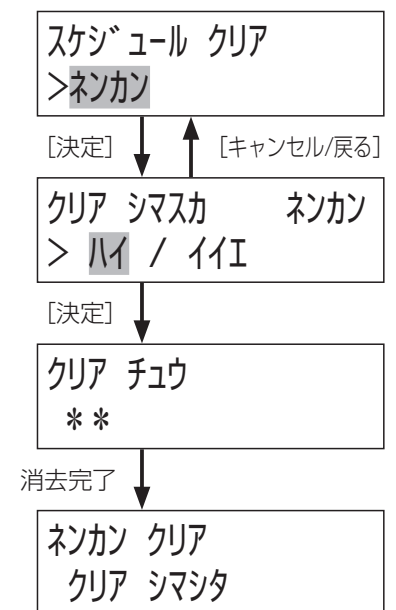 スケジュール クリア
>ネンカン
[決定] [キャンセル/戻る]
クリア シマスカ ネンカン
> ハイ / イイエ
[決定]
クリア チュウ
＊＊
消去完了
ネンカン クリア
クリア シマシタ